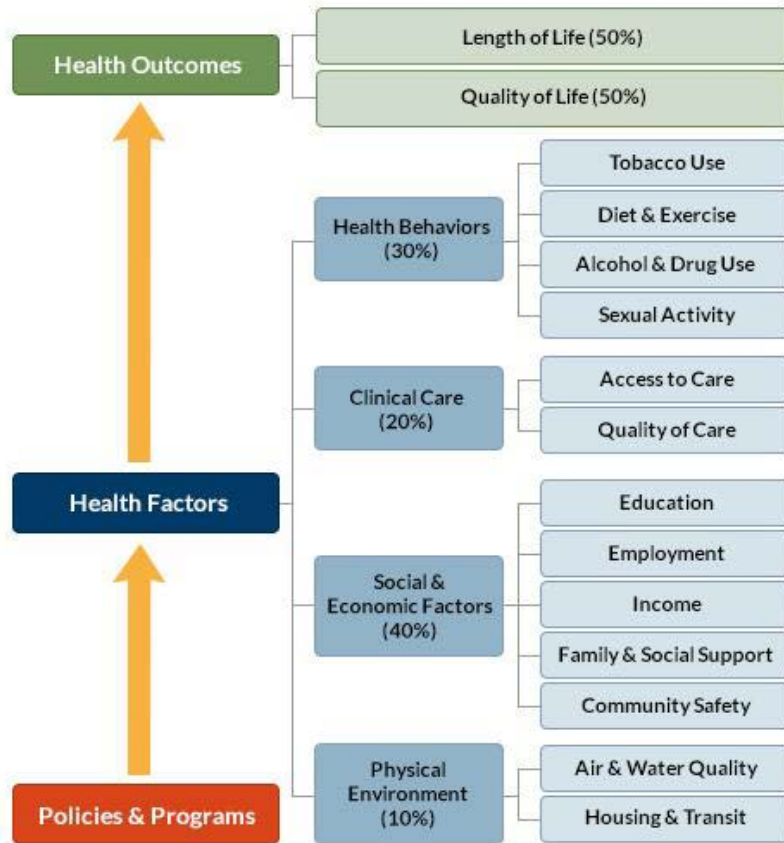 Health Outcomes
Length of Life (50%)
Quality of Life (50%)
Health Factors
Health Behaviors
(30%)
Tobacco Use
Diet & Exercise
Alcohol & Drug Use
Sexual Activity
Clinical Care
(20%)
Access to Care
Quality of Care
Social &
Economic Factors
(40%)
Education
Employment
Income
Family & Social Support
Community Safety
Physical
Environment
(10%)
Air & Water Quality
Housing & Transit
Policies & Programs